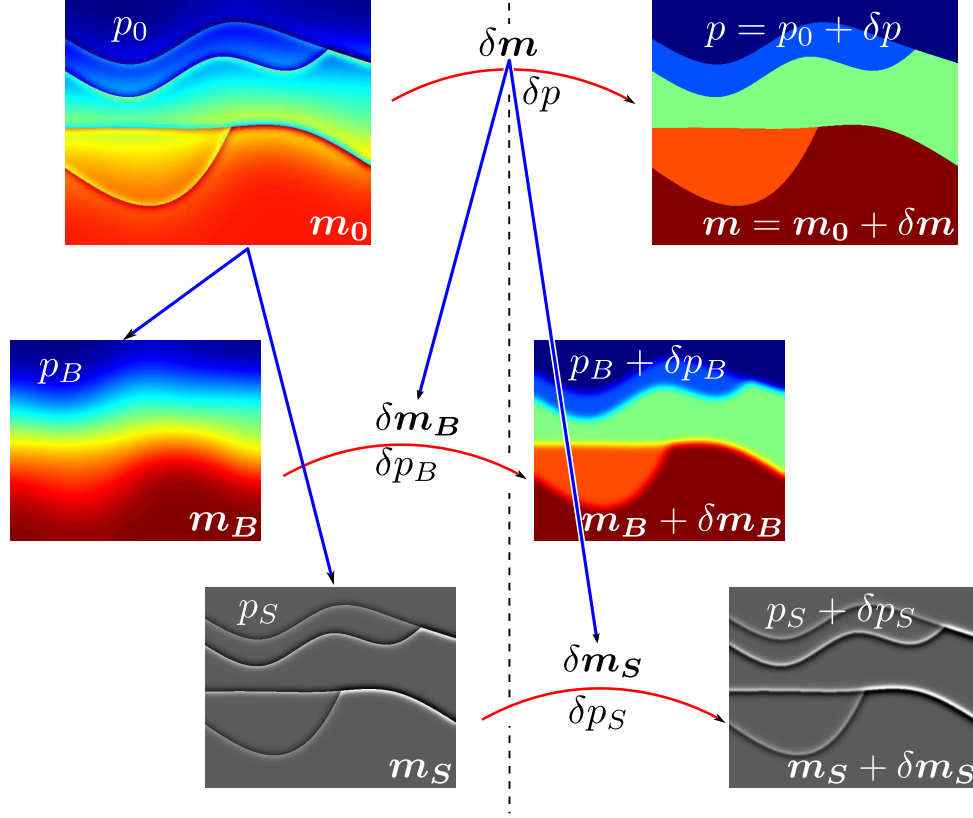 p₀
δm
p = p₀ + δp
δp
m₀
m = m₀ + δm
p_B
p_B + δp_B
δm_B
δp_B
m_B
m_B + δm_B
p_S
p_S + δp_S
δm_S
δp_S
m_S
m_S + δm_S